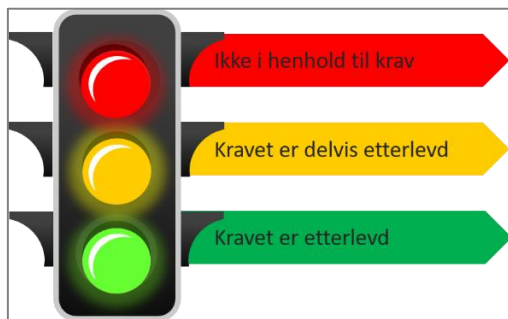 Ikke i henhold til krav
Kravet er delvis etterlevd
Kravet er etterlevd